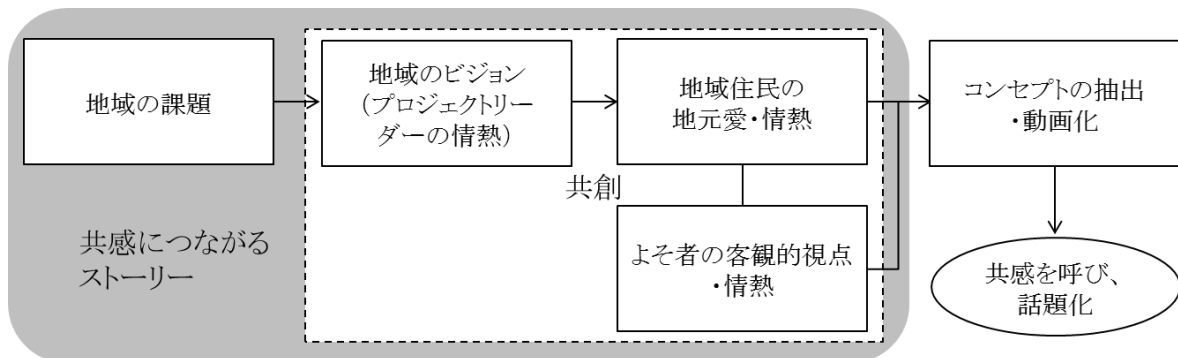 地域の課題
地域のビジョン
(プロジェクトリー
ダーの情熱)
地域住民の
地元愛・情熱
コンセプトの抽出
・動画化
共創
共感につながる
ストーリー
よそ者の客観的視点
・情熱
共感を呼び、
話題化